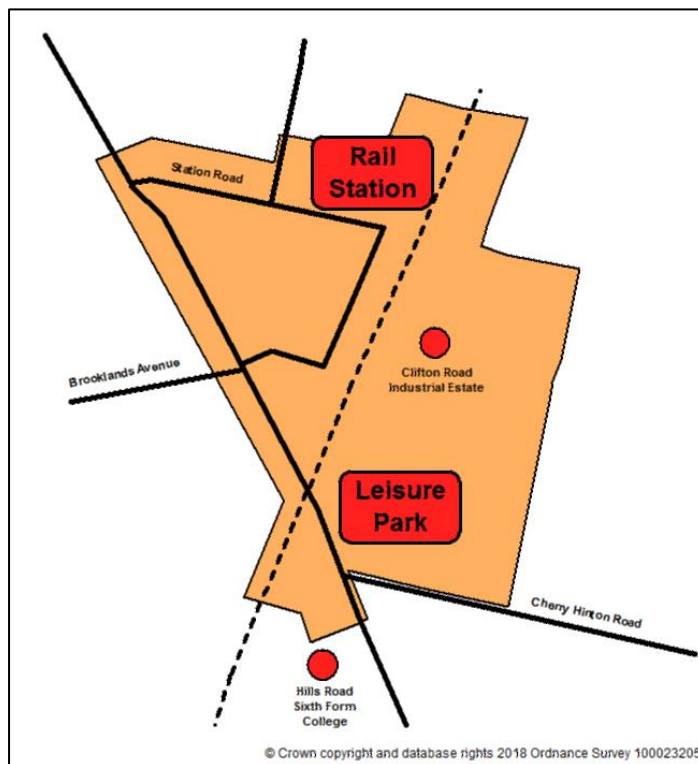 Rail
Station
Station Road
Clifton Road
Industrial Estate
Brooklands Avenue
Leisure
Park
Cherry Hinton Road
Hills Road
Sixth Form
College
© Crown copyright and database rights 2018 Ordnance Survey 100023205